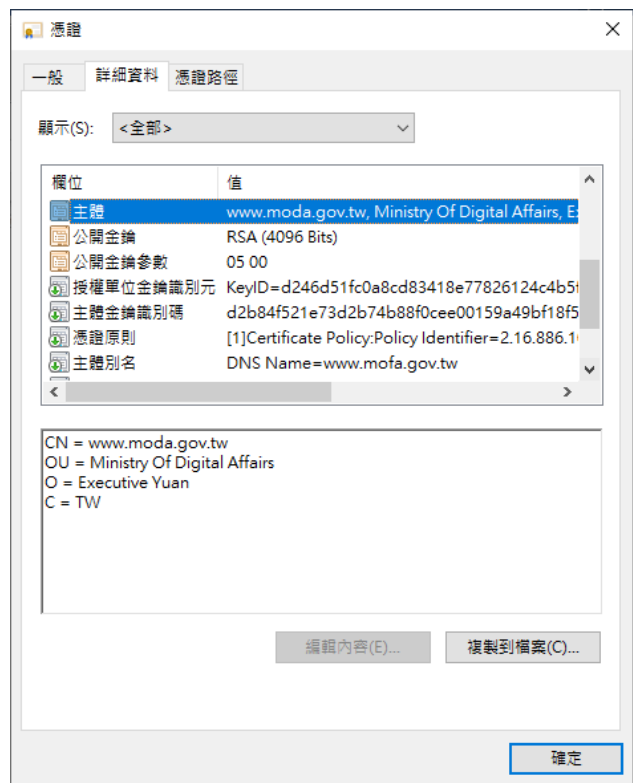 憑證
一般 詳細資料 憑證路徑
顯示(S): <全部>
欄位 值
主體 www.moda.gov.tw, Ministry Of Digital Affairs, E
公開金鑰 RSA (4096 Bits)
公開金鑰參數 05 00
授權單位金鑰識別元 KeyID=d246d51fc0a8cd83418e77826124c4b5f
主體金鑰識別碼 d2b84f521e73d2b74b88f0cee00159a49bf18f5
憑證原則 [1]Certificate Policy:Policy Identifier=2.16.886.1
主體別名 DNS Name=www.mofa.gov.tw
CN = www.moda.gov.tw
OU = Ministry Of Digital Affairs
O = Executive Yuan
C = TW
編輯內容(E)... 複製到檔案(C)...
確定